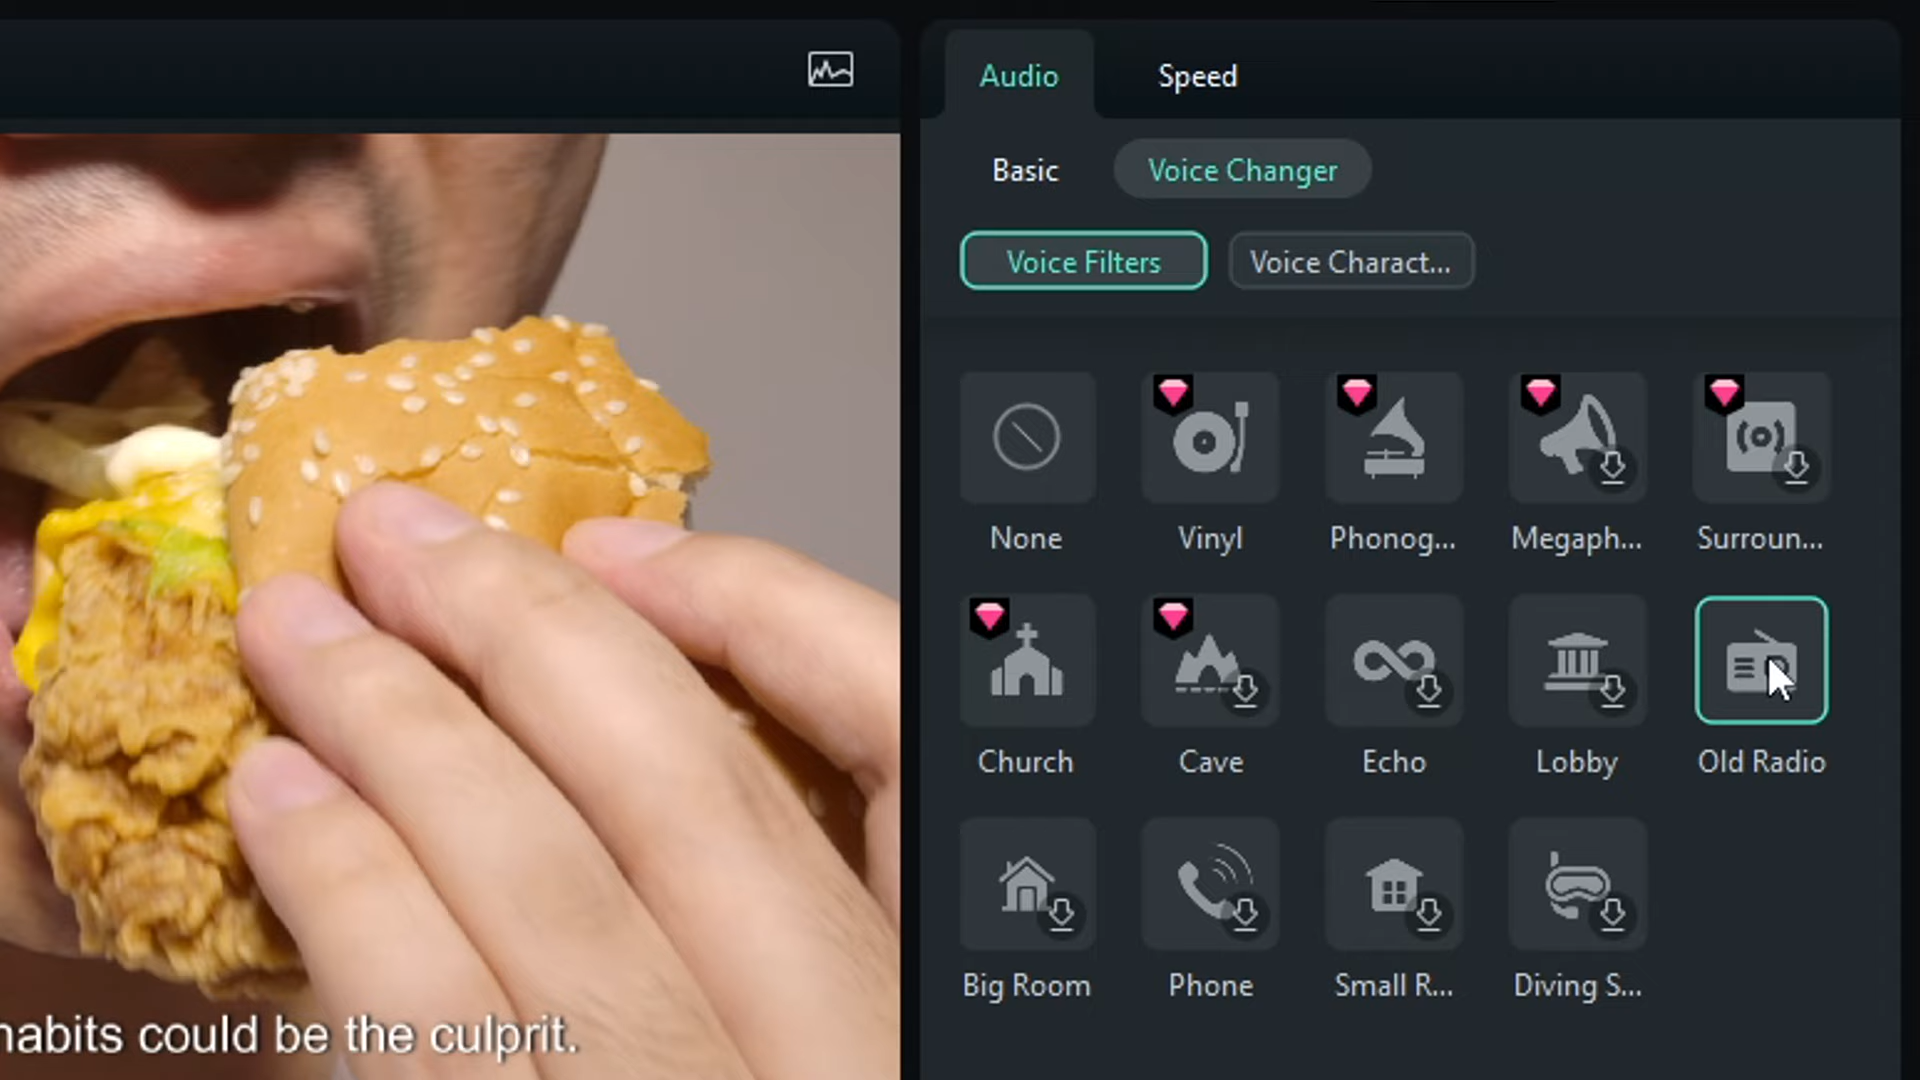 Audio
Speed
Basic
Voice Changer
Voice Filters
Voice Charact...
None
Vinyl
Phonog...
Megaph...
Surroun...
Church
Cave
Echo
Lobby
Old Radio
Big Room
Phone
Small R...
Diving S...
habits could be the culprit.